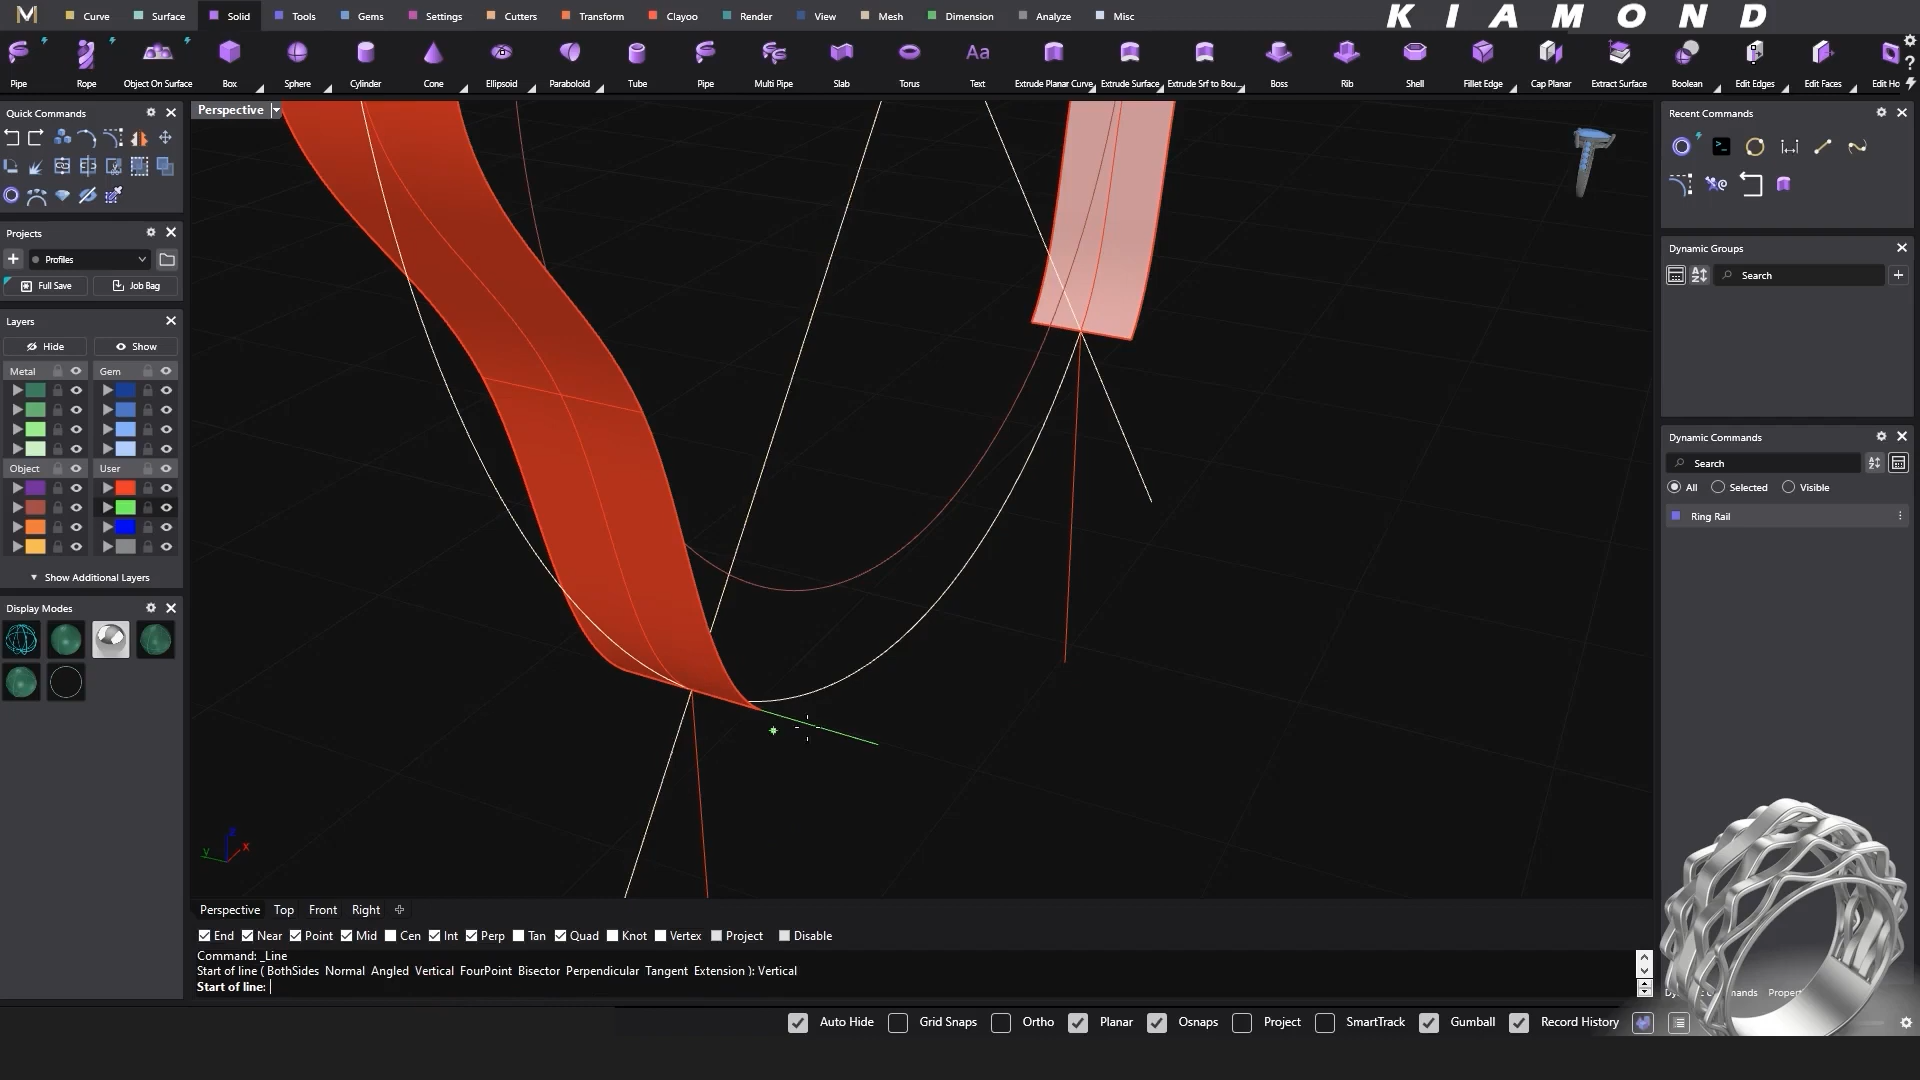 Curve Surface Solid Tools Gems Settings Cutters Transform Clayoo Render View Mesh Dimension Analyze Misc
KIAMOND
Pipe Rope Object On Surface Box Sphere Cylinder Cone Ellipsoid Paraboloid Tube Pipe Multi Pipe Slab Torus Text Extrude Planar Curve Extrude Surface Extrude Srf to Bou... Boss Rib Shell Fillet Edge Cap Planar Extract Surface Boolean Edit Edges Edit Faces Edit Ho
Aa
Quick Commands
Projects
Profiles
Full Save Job Bag
Layers
Hide Show
Metal Gem
Object User
Show Additional Layers
Display Modes
Perspective
z
y x
Recent Commands
Dynamic Groups
Search
Dynamic Commands
Search
All Selected Visible
Ring Rail
Perspective Top Front Right
End Near Point Mid Cen Int Perp Tan Quad Knot Vertex Project Disable
Command: _Line
Start of line ( BothSides Normal Angled Vertical FourPoint Bisector Perpendicular Tangent Extension ): Vertical
Start of line:
Auto Hide Grid Snaps Ortho Planar Osnaps Project SmartTrack Gumball Record History